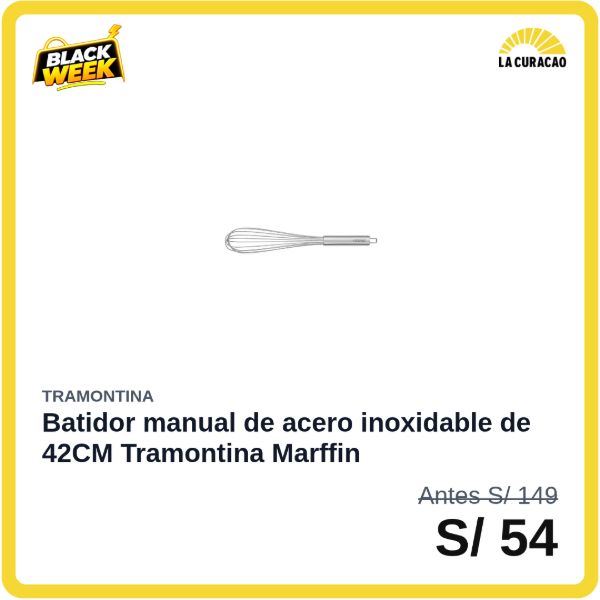 BLACK
WEEK
LA CURACAO
TRAMONTINA
Batidor manual de acero inoxidable de
42CM Tramontina Marffin
Antes S/ 149
S/ 54